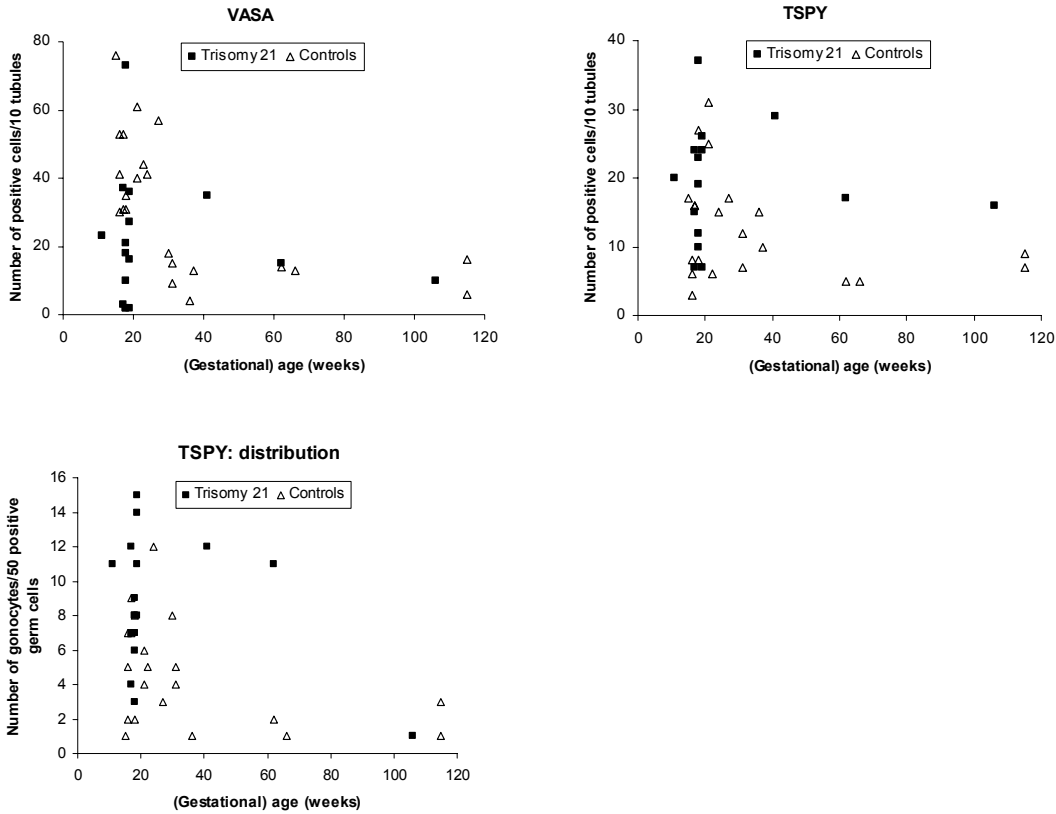 VASA
Number of positive cells/10 tubules
80
60
40
20
0
Trisomy 21 Controls
0 20 40 60 80 100 120
(Gestational) age (weeks)
TSPY
Number of positive cells/10 tubules
40
30
20
10
0
Trisomy 21 Controls
0 20 40 60 80 100 120
(Gestational) age (weeks)
TSPY: distribution
Number of gonocytes/50 positive
germ cells
16
14
12
10
8
6
4
2
0
Trisomy 21 Controls
0 20 40 60 80 100 120
(Gestational) age (weeks)